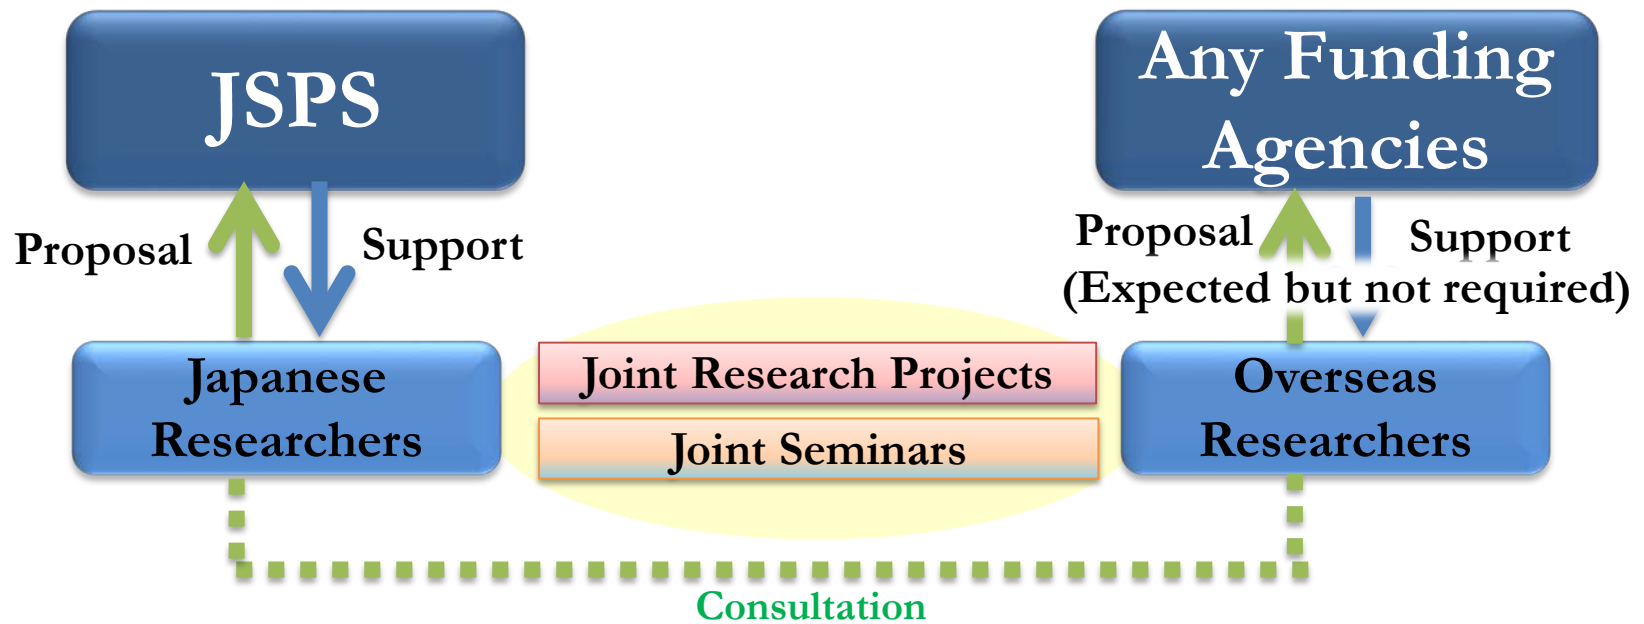 JSPS
Any Funding
Agencies
Proposal
Support
Proposal
Support
(Expected but not required)
Japanese
Researchers
Joint Research Projects
Joint Seminars
Overseas
Researchers
Consultation